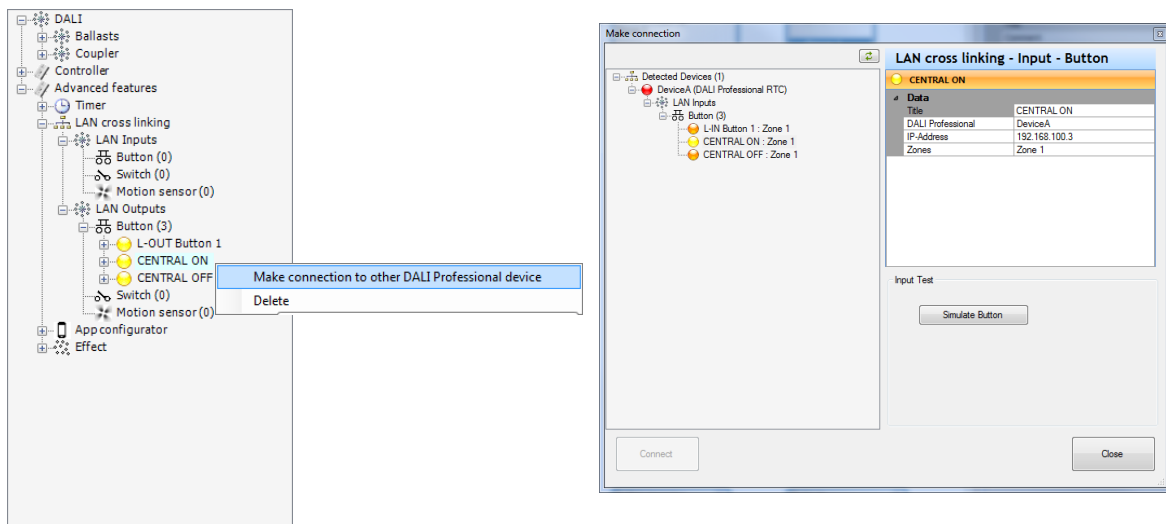 DALI
Ballasts
Coupler
Controller
Advanced features
Timer
LAN cross linking
LAN Inputs
Button (0)
Switch (0)
Motion sensor (0)
LAN Outputs
Button (3)
L-OUT Button 1
CENTRAL ON
CENTRAL OFF
Switch (0)
Motion sensor (0)
App configurator
Effect
Make connection to other DALI Professional device
Delete
Make connection
Detected Devices (1)
DeviceA (DALI Professional RTC)
LAN Inputs
Button (3)
L-IN Button 1 : Zone 1
CENTRAL ON : Zone 1
CENTRAL OFF : Zone 1
LAN cross linking - Input - Button
CENTRAL ON
Data
Title CENTRAL ON
DALI Professional DeviceA
IP-Address 192.168.100.3
Zones Zone 1
Input Test
Simulate Button
Connect
Close